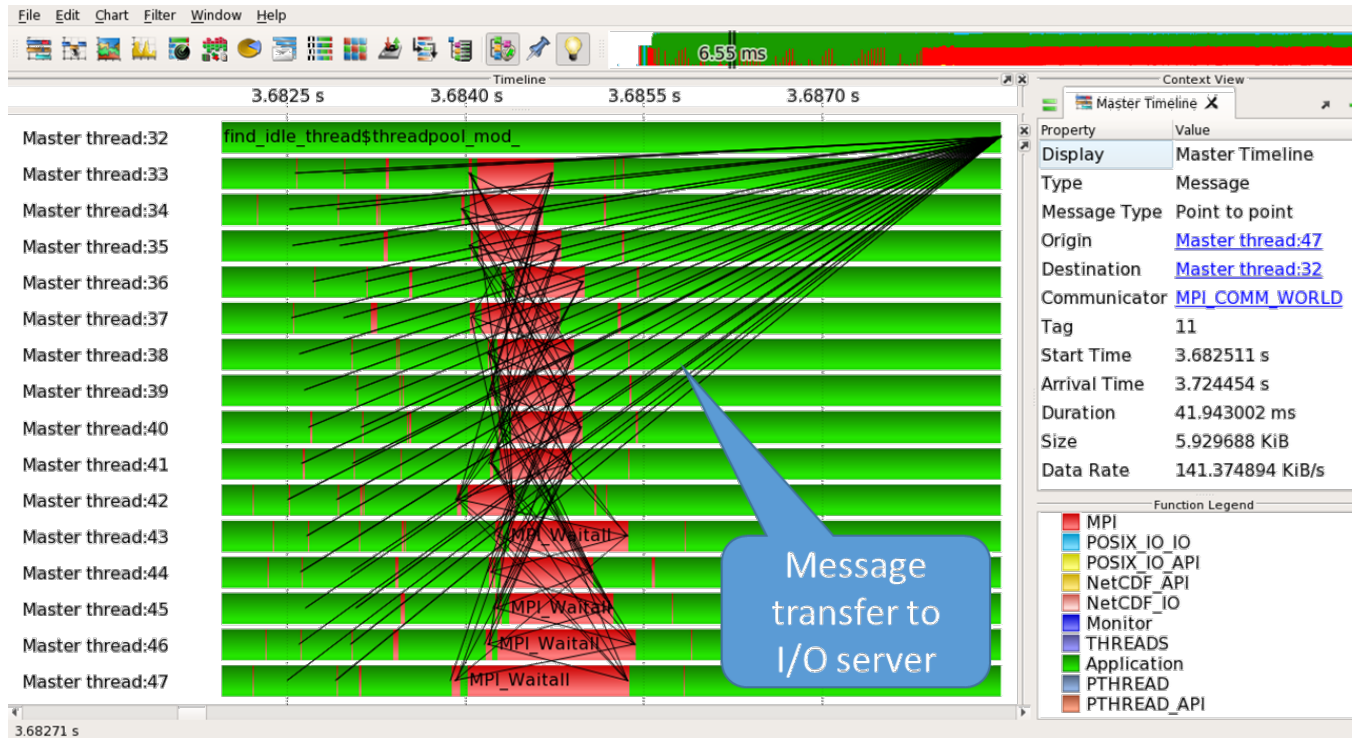 File Edit Chart Filter Window Help
6.55 ms
Timeline
3.6825 s 3.6840 s 3.6855 s 3.6870 s
Master thread:32
find_idle_thread$threadpool_mod_
Master thread:33
Master thread:34
Master thread:35
Master thread:36
Master thread:37
Master thread:38
Master thread:39
Master thread:40
Master thread:41
Master thread:42
Master thread:43
MPI_Waitall
Master thread:44
Master thread:45
MPI_Waitall
Master thread:46
MPI_Waitall
Master thread:47
MPI_Waitall
Message
transfer to
I/O server
3.68271 s
Context View
Master Timeline
Property Value
Display Master Timeline
Type Message
Message Type Point to point
Origin Master thread:47
Destination Master thread:32
Communicator MPI_COMM_WORLD
Tag 11
Start Time 3.682511 s
Arrival Time 3.724454 s
Duration 41.943002 ms
Size 5.929688 KiB
Data Rate 141.374894 KiB/s
Function Legend
MPI
POSIX_IO_IO
POSIX_IO_API
NetCDF_API
NetCDF_IO
Monitor
THREADS
Application
PTHREAD
PTHREAD_API